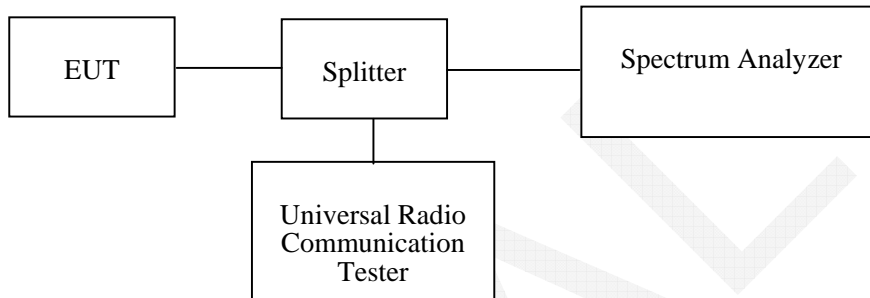 EUT
Splitter
Spectrum Analyzer
Universal Radio
Communication
Tester